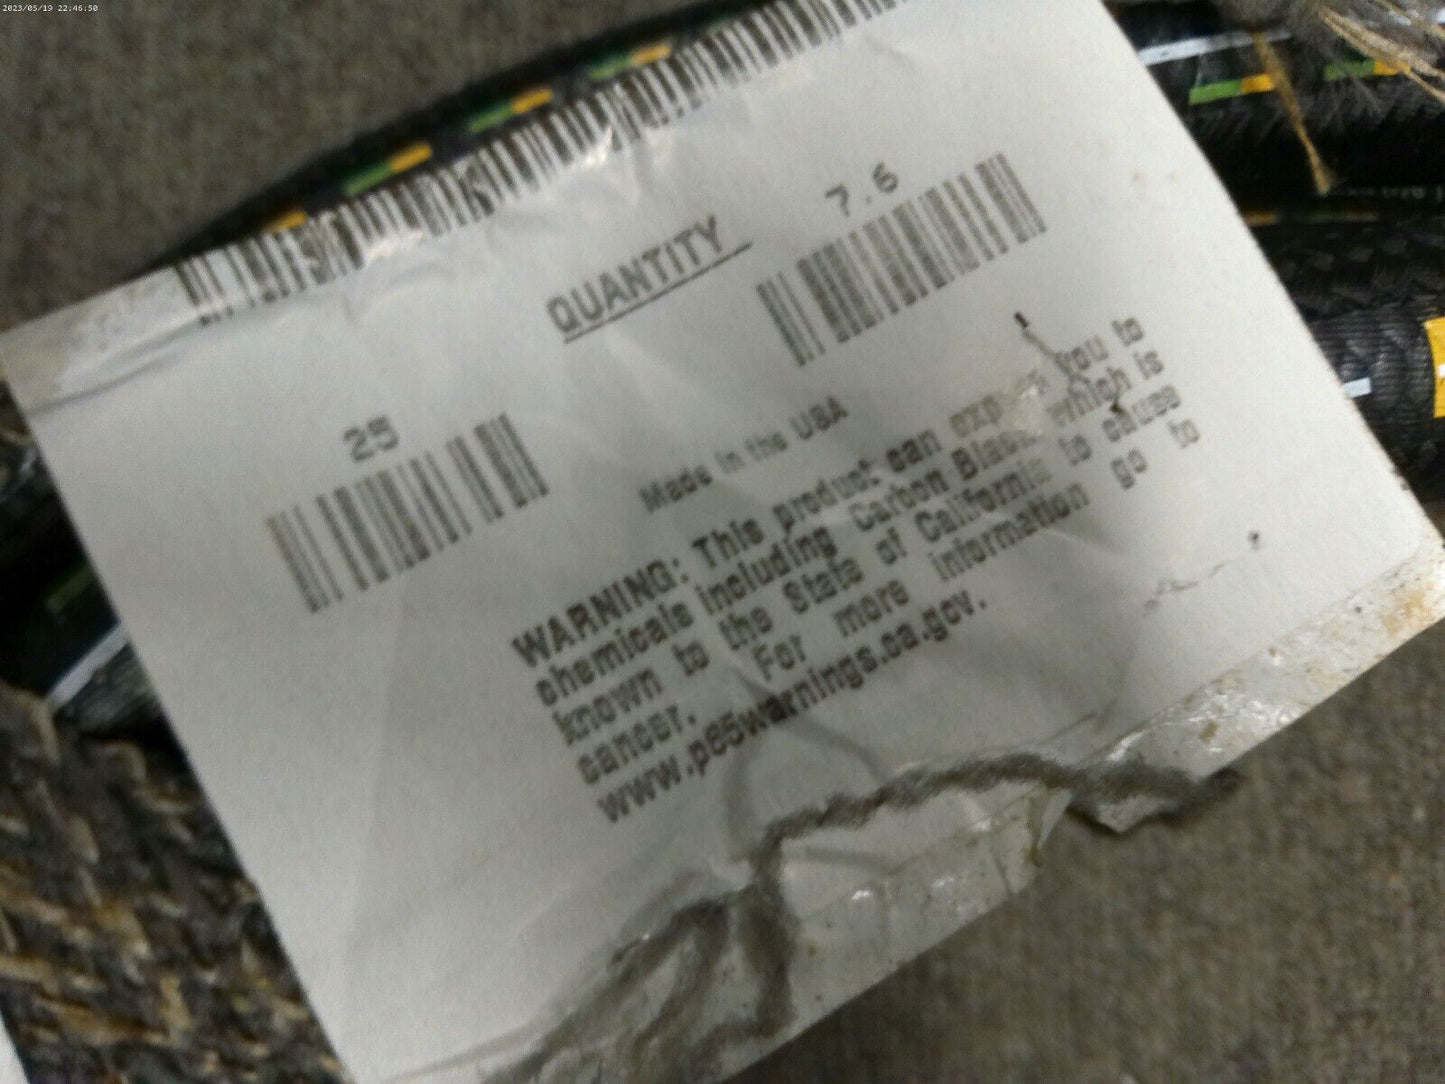 2023/05/19 22:46:50
QUANTITY
7.6
25
Made in the USA
WARNING: This product can expose you to
chemicals including Carbon Black which is
known to the State of California to cause
cancer. For more information go to
www.p65warnings.ca.gov.